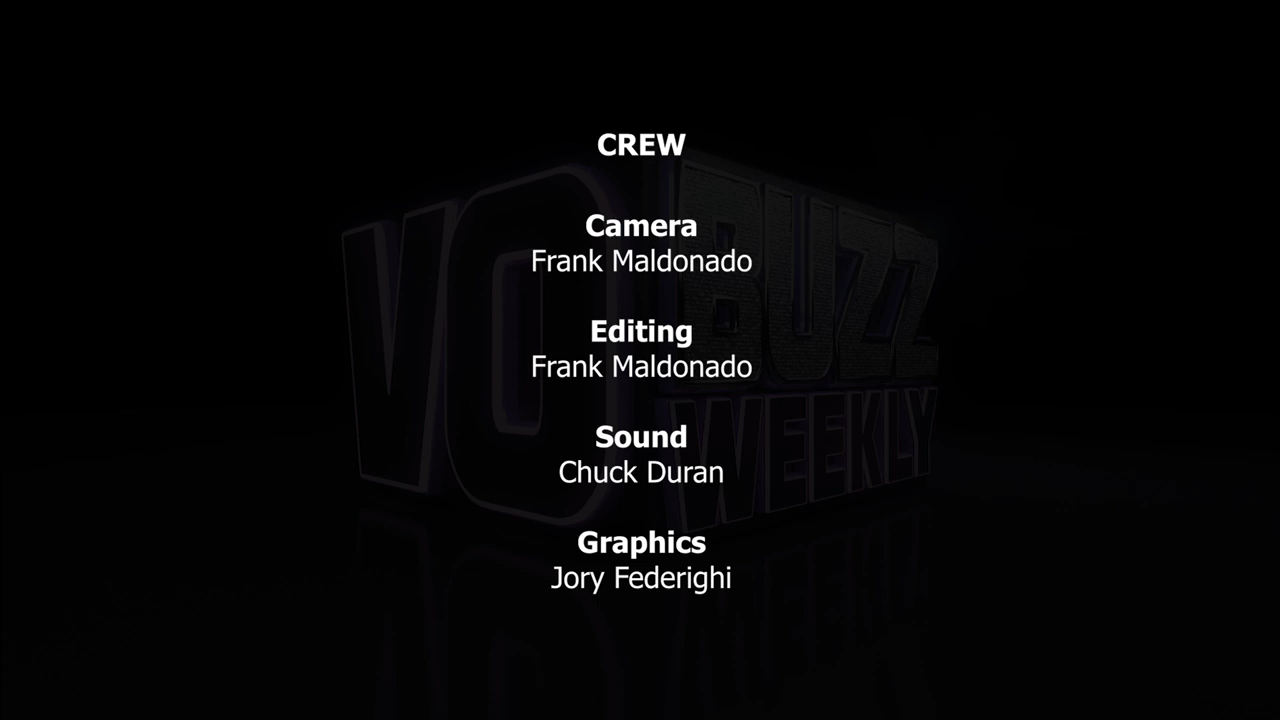 CREW
Camera
Frank Maldonado
Editing
Frank Maldonado
Sound
Chuck Duran
Graphics
Jory Federighi
VO BUZZ
WEEKLY